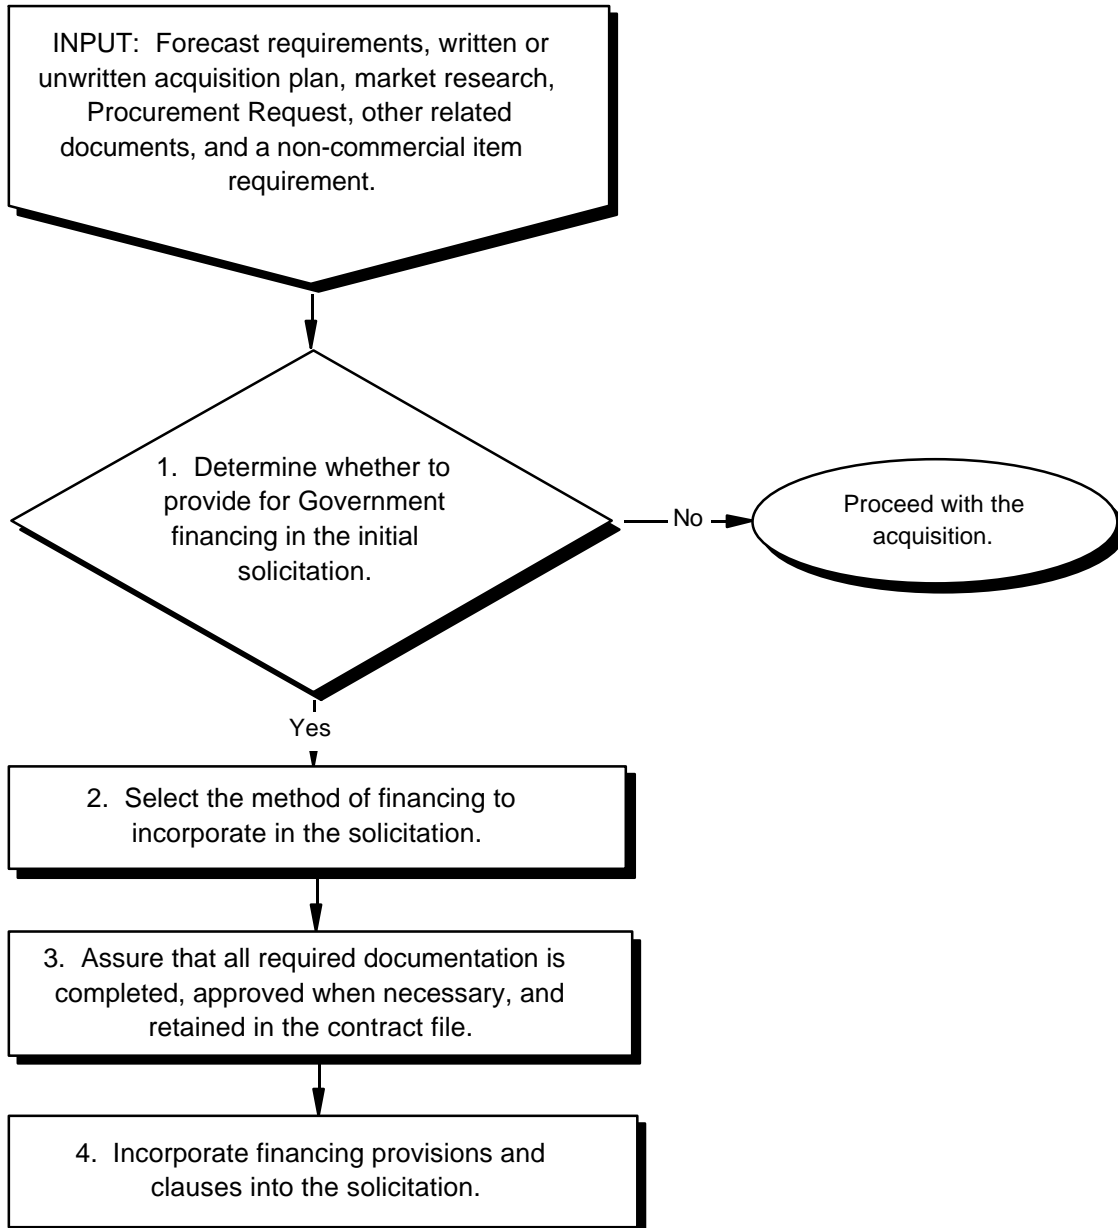 INPUT:  Forecast requirements, written or
unwritten acquisition plan, market research,
Procurement Request, other related
documents, and a non-commercial item
requirement.
1.  Determine whether to
provide for Government
financing in the initial
solicitation.
No
Proceed with the
acquisition.
Yes
2.  Select the method of financing to
incorporate in the solicitation.
3.  Assure that all required documentation is
completed, approved when necessary, and
retained in the contract file.
4.  Incorporate financing provisions and
clauses into the solicitation.